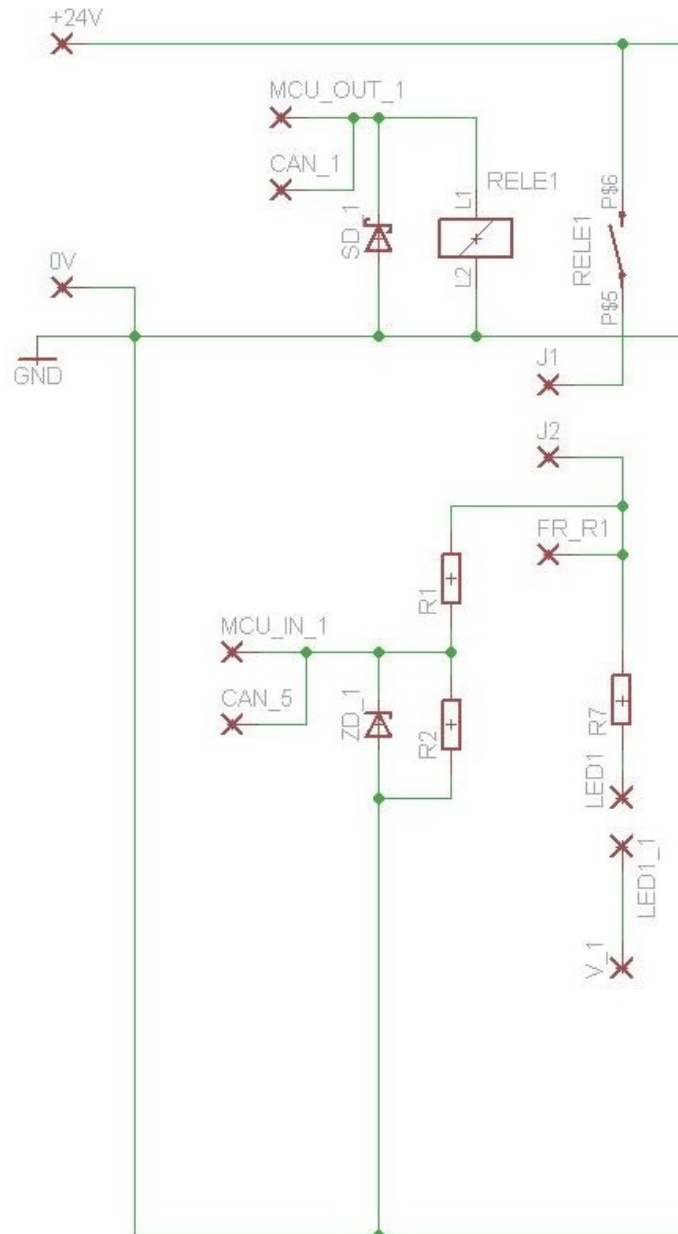 +24V
MCU_OUT_1
CAN_1
RELE1
L1
L2
SD_1
P$6
RELE1
P$5
0V
GND
J1
J2
FR_R1
R1
MCU_IN_1
CAN_5
ZD_1
R2
R7
LED1
LED1_1
V_1